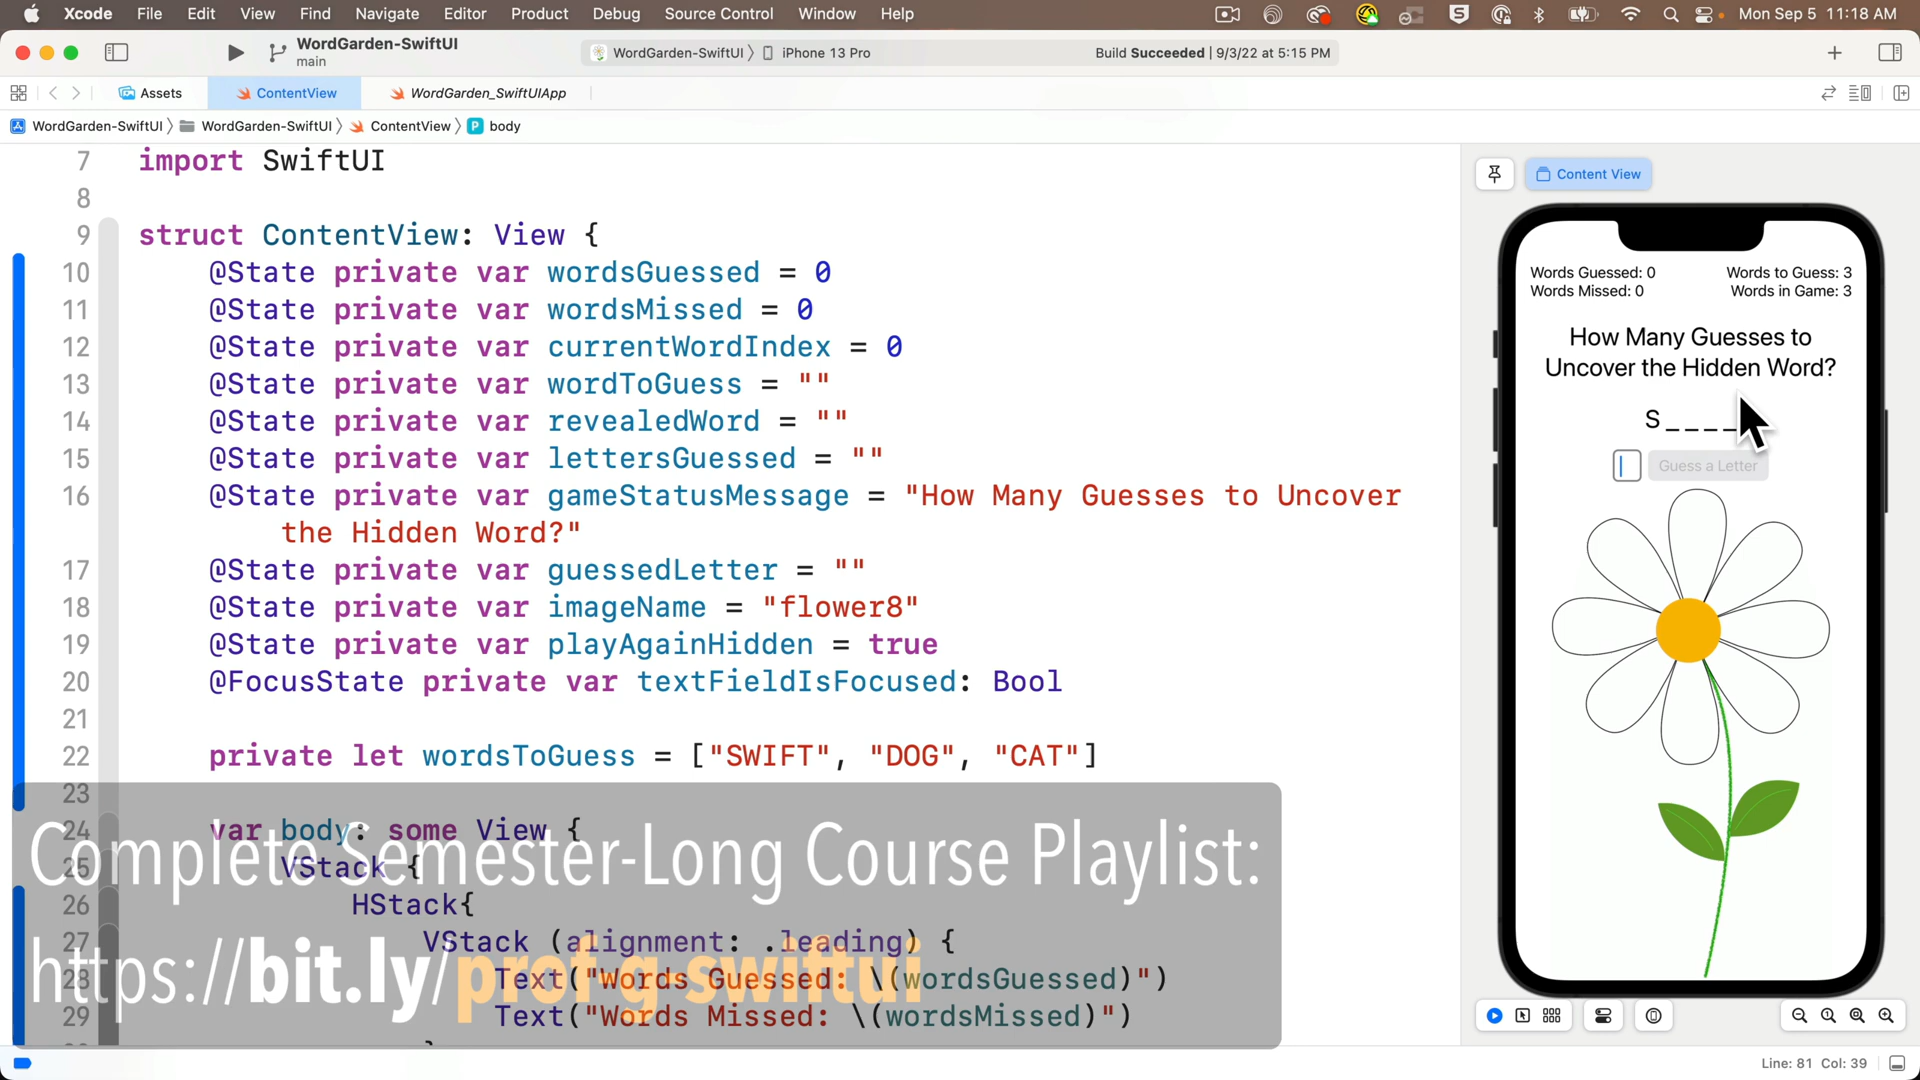 Xcode File Edit View Find Navigate Editor Product Debug Source Control Window Help Mon Sep 5 11:18 AM
WordGarden-SwiftUI
main
WordGarden-SwiftUI iPhone 13 Pro Build Succeeded | 9/3/22 at 5:15 PM
Assets ContentView WordGarden_SwiftUIApp
WordGarden-SwiftUI WordGarden-SwiftUI ContentView P body
7 import SwiftUI
8
9 struct ContentView: View {
10 @State private var wordsGuessed = 0
11 @State private var wordsMissed = 0
12 @State private var currentWordIndex = 0
13 @State private var wordToGuess = ""
14 @State private var revealedWord = ""
15 @State private var lettersGuessed = ""
16 @State private var gameStatusMessage = "How Many Guesses to Uncover
the Hidden Word?"
17 @State private var guessedLetter = ""
18 @State private var imageName = "flower8"
19 @State private var playAgainHidden = true
20 @FocusState private var textFieldIsFocused: Bool
21
22 private let wordsToGuess = ["SWIFT", "DOG", "CAT"]
23
24 var body: some View {
25 VStack {
26 HStack{
27 VStack (alignment: .leading) {
28 Text("Words Guessed: \(wordsGuessed)")
29 Text("Words Missed: \(wordsMissed)")
Complete Semester-Long Course Playlist:
https://bit.ly/prof-g-swiftui
Content View
Words Guessed: 0 Words to Guess: 3
Words Missed: 0 Words in Game: 3
How Many Guesses to
Uncover the Hidden Word?
S _ _ _ _
Guess a Letter
Line: 81 Col: 39